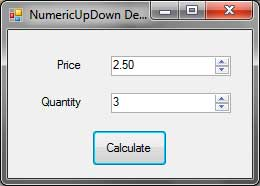 NumericUpDown De...
Price
2.50
Quantity
3
Calculate